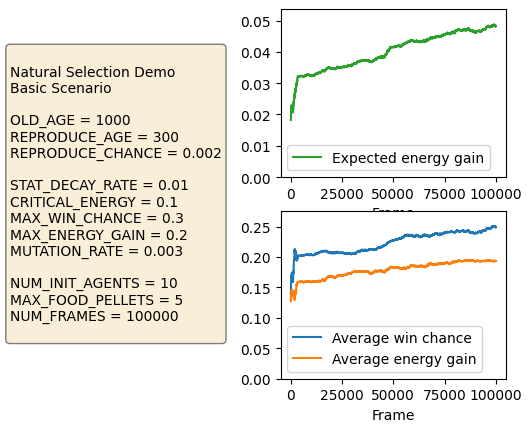 Natural Selection Demo
Basic Scenario
OLD_AGE = 1000
REPRODUCE_AGE = 300
REPRODUCE_CHANCE = 0.002
STAT_DECAY_RATE = 0.01
CRITICAL_ENERGY = 0.1
MAX_WIN_CHANCE = 0.3
MAX_ENERGY_GAIN = 0.2
MUTATION_RATE = 0.003
NUM_INIT_AGENTS = 10
MAX_FOOD_PELLETS = 5
NUM_FRAMES = 100000
0.05
0.04
0.03
0.02
0.01
0.00
Expected energy gain
0 25000 50000 75000 100000
Frame
0.25
0.20
0.15
0.10
0.05
0.00
Average win chance
Average energy gain
0 25000 50000 75000 100000
Frame